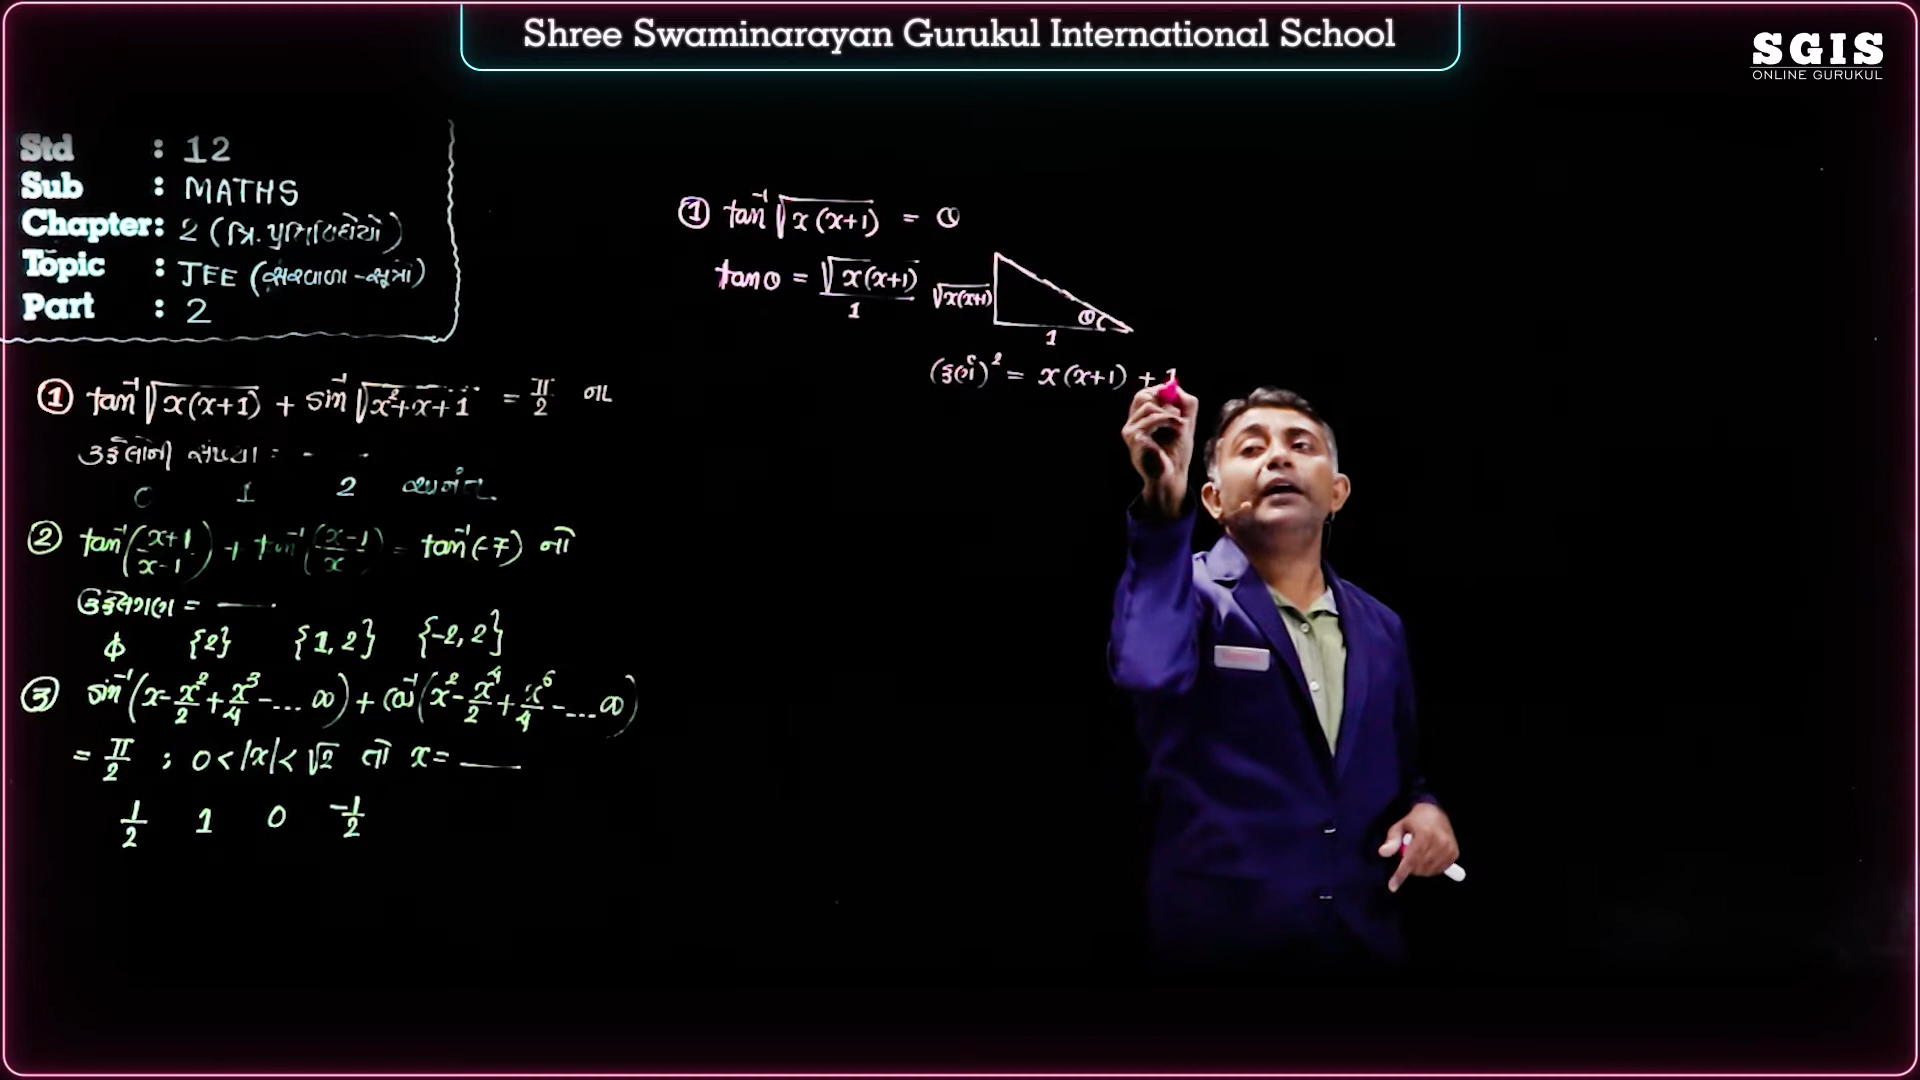 Shree Swaminarayan Gurukul International School
SGIS
ONLINE GURUKUL
Std : 12
Sub : MATHS
Chapter: 2 (ત્રિ. પ્રતિવિધેયો)
Topic : JEE (સરવાળા-સૂત્રો)
Part : 2
① tan⁻¹√x(x+1) + sin⁻¹√x²+x+1 = π/2 ના
ઉકેલોની સંખ્યા = - -
0 1 2 અનંત
② tan⁻¹((x+1)/(x-1)) + tan⁻¹((x-1)/x) = tan⁻¹(-7) નો
ઉકેલગણ = ——
ϕ {2} {1, 2} {-2, 2}
③ sin⁻¹(x-x²/2+x³/4-... ∞) + cos⁻¹(x²-x⁴/2+x⁶/4-... ∞)
= π/2 ; 0<|x|<√2 તો x= ——
1/2 1 0 -1/2
① tan⁻¹√x(x+1) = θ
tanθ = √x(x+1)/1
√x(x+1)
θ
1
(કર્ણ)² = x(x+1) + 1